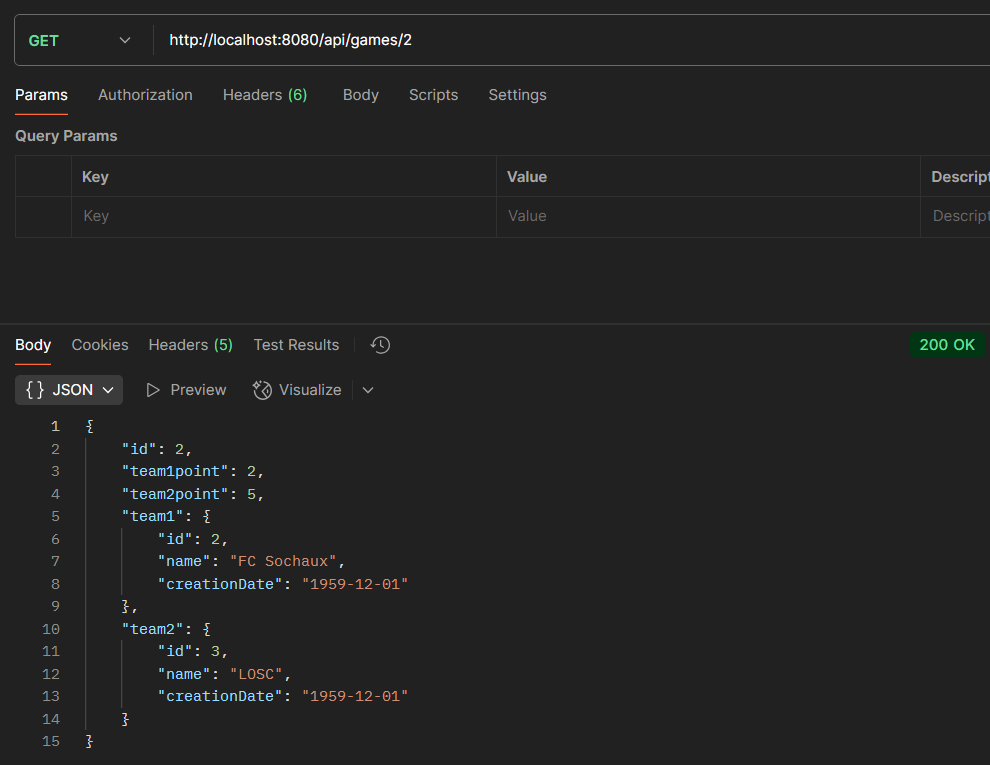 GET http://localhost:8080/api/games/2
Params Authorization Headers (6) Body Scripts Settings
Query Params
Key Value Descript
Key Value Descript
Body Cookies Headers (5) Test Results 200 OK
{} JSON Preview Visualize
1 {
2 "id": 2,
3 "team1point": 2,
4 "team2point": 5,
5 "team1": {
6 "id": 2,
7 "name": "FC Sochaux",
8 "creationDate": "1959-12-01"
9 },
10 "team2": {
11 "id": 3,
12 "name": "LOSC",
13 "creationDate": "1959-12-01"
14 }
15 }